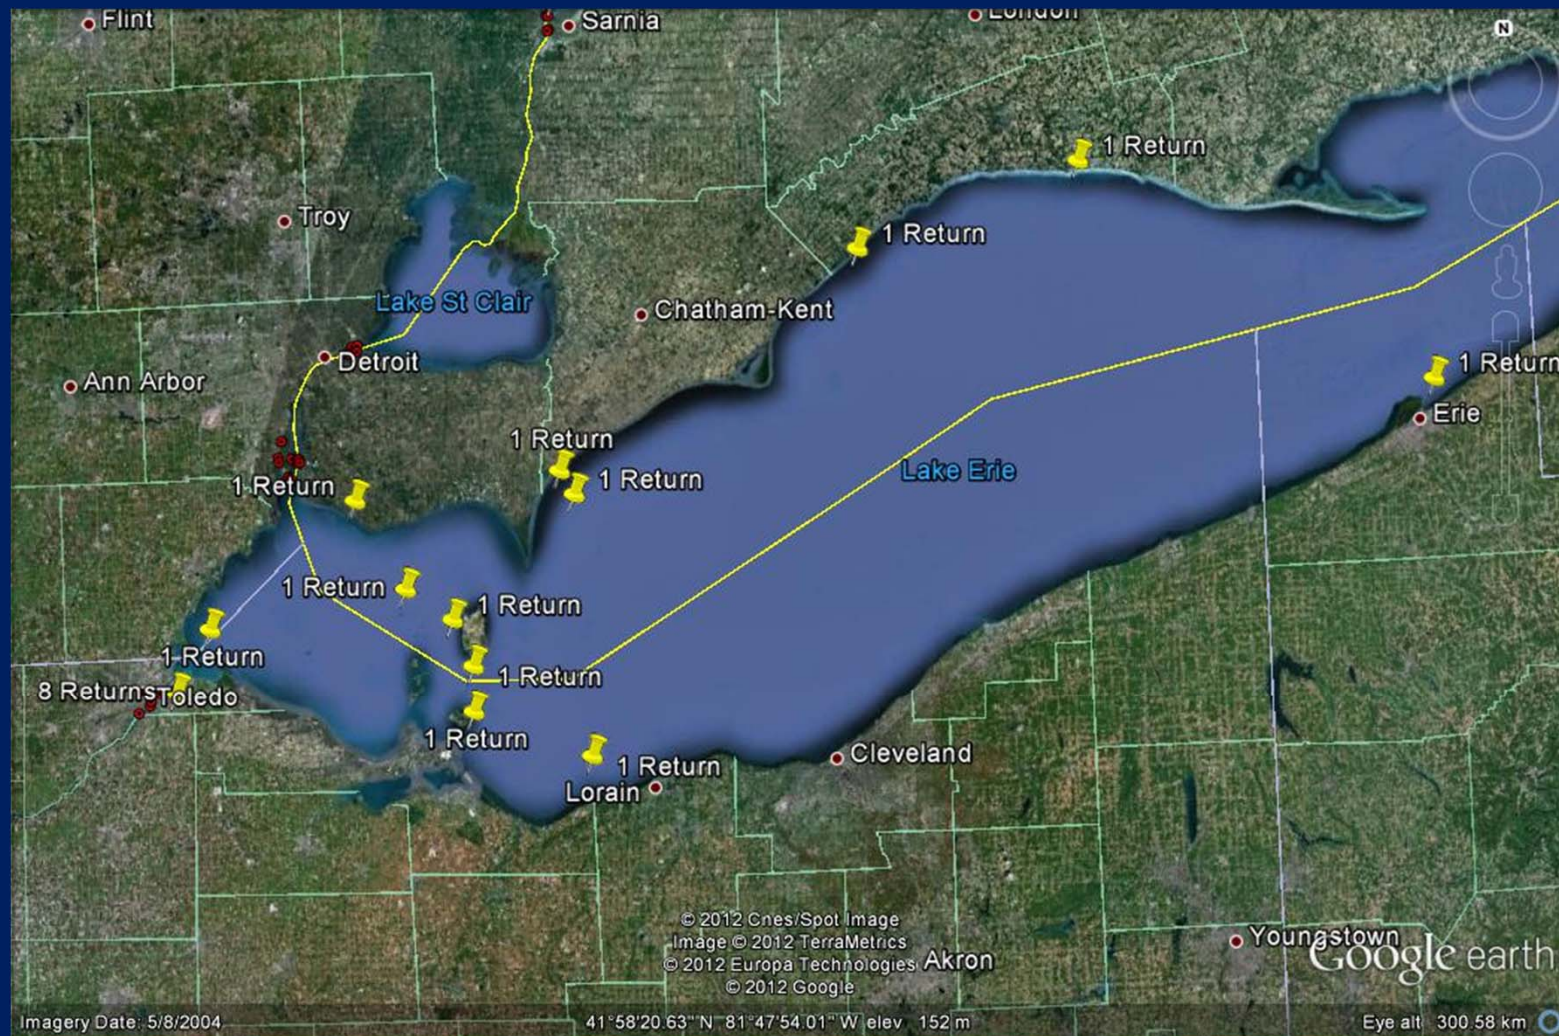 Flint
Sarnia
London
N
1 Return
Troy
1 Return
Lake St Clair
Chatham-Kent
Detroit
1 Return
Ann Arbor
Erie
1 Return
Lake Erie
1 Return
1 Return
1 Return
1 Return
1 Return
8 Returns
Toledo
1 Return
1 Return
Cleveland
1 Return
Lorain
© 2012 Cnes/Spot Image
Image © 2012 TerraMetrics
© 2012 Europa Technologies
© 2012 Google
Akron
Youngstown
Google earth
Imagery Date: 5/8/2004
41°58'20.63" N 81°47'54.01" W elev 152 m
Eye alt 300.58 km